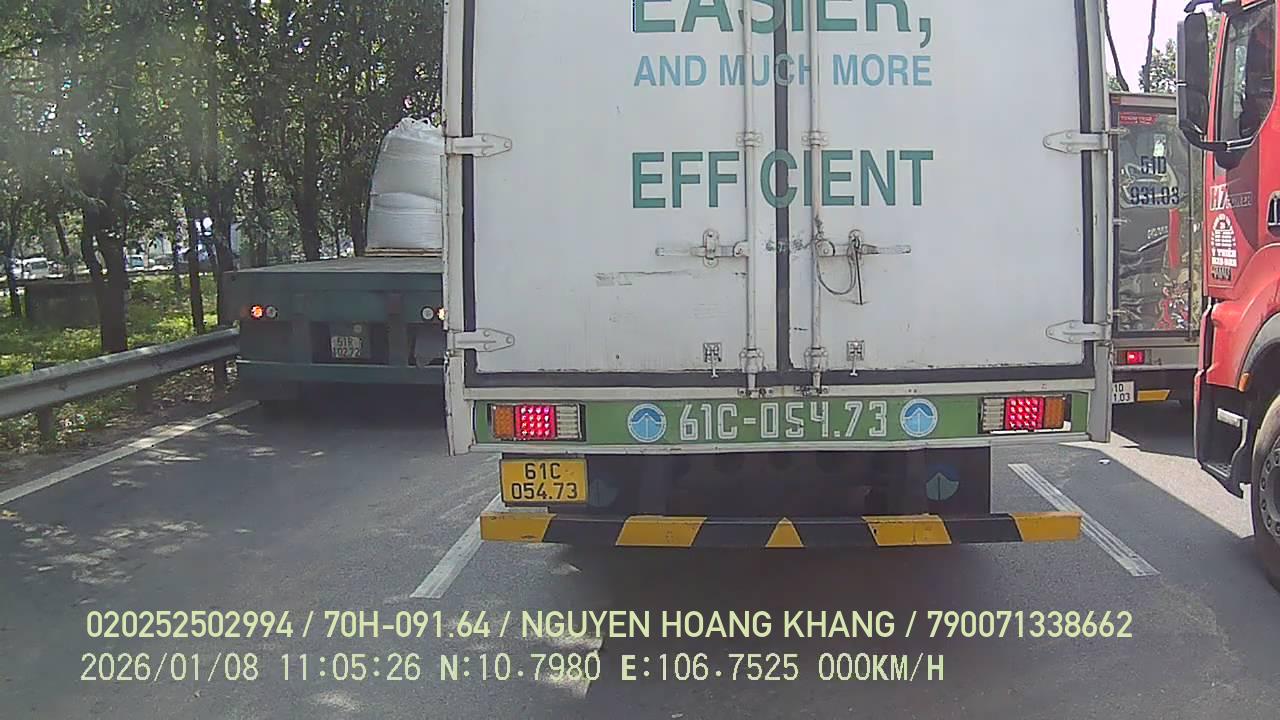 EASIER,
AND MUCH MORE
EFFICIENT
51D
931.03
61C-054.73
61C
054.73
020252502994 / 70H-091.64 / NGUYEN HOANG KHANG / 790071338662
2026/01/08 11:05:26 N:10.7980 E:106.7525 000KM/H